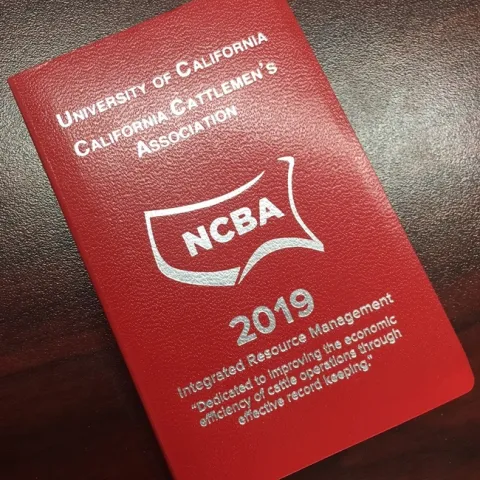 UNIVERSITY OF CALIFORNIA
CALIFORNIA CATTLEMEN'S
ASSOCIATION
NCBA
2019
Integrated Resource Management
"Dedicated to improving the economic
efficiency of cattle operations through
effective record keeping."